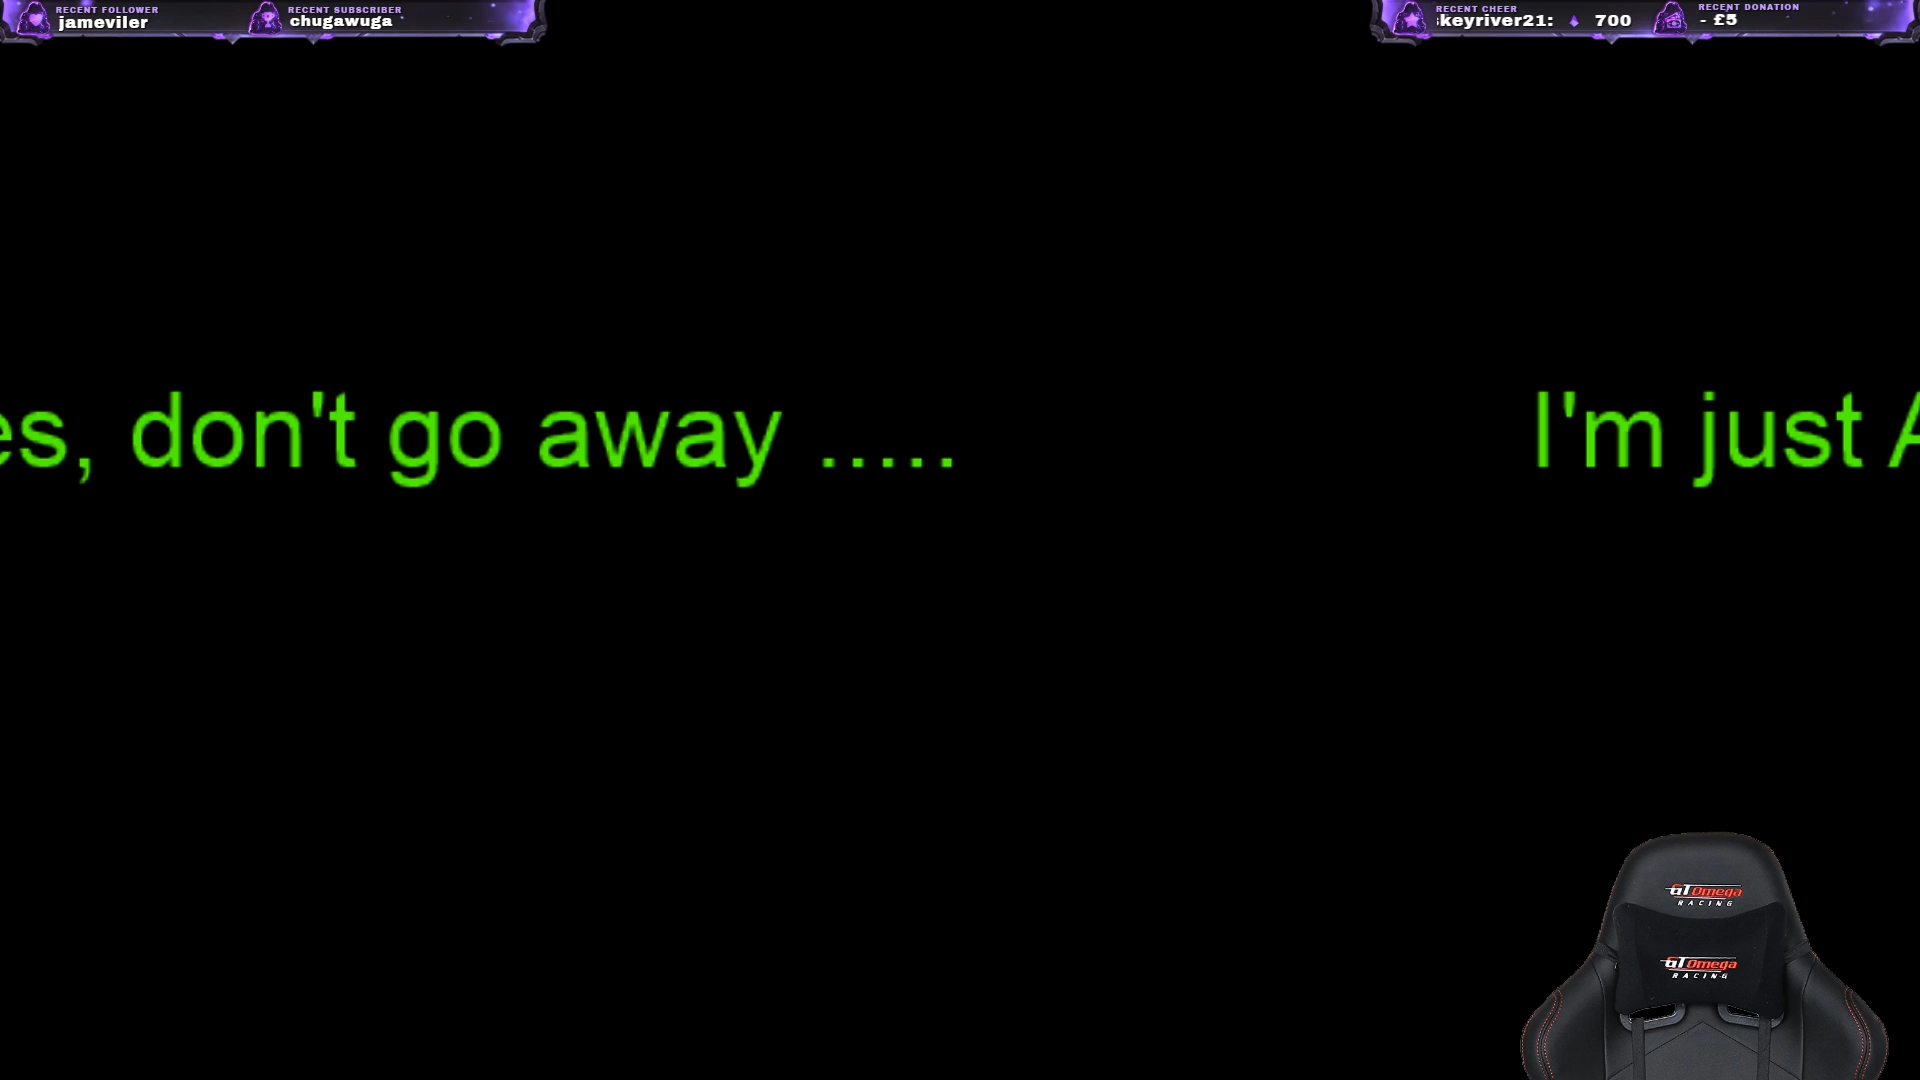 RECENT FOLLOWER
jameviler
RECENT SUBSCRIBER
chugawuga
RECENT CHEER
keyriver21: 700
RECENT DONATION
- £5
es, don't go away ..... I'm just A
GT Omega
RACING
GT Omega
RACING